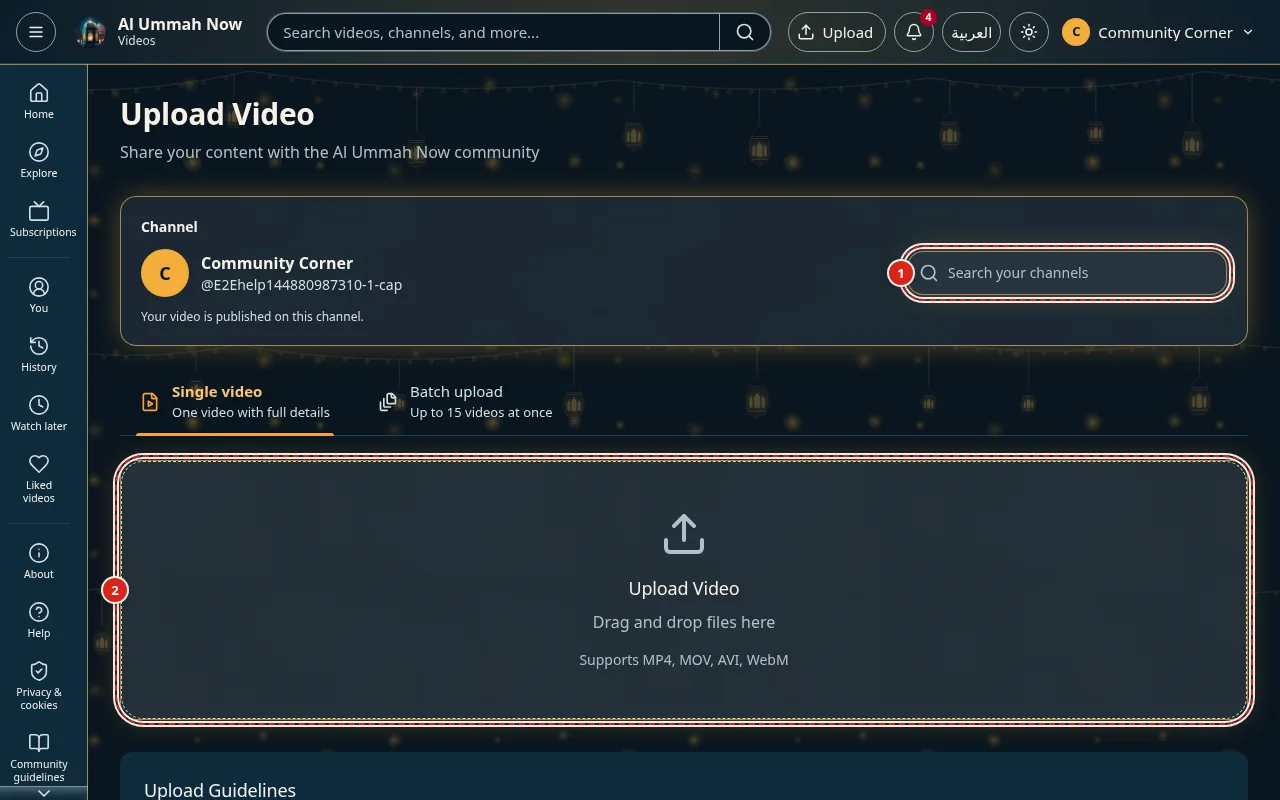 Al Ummah Now
Videos
Search videos, channels, and more...
Upload
4
العربية
C
Community Corner
Home
Explore
Subscriptions
You
History
Watch later
Liked
videos
About
Help
Privacy &
cookies
Community
guidelines
Upload Video
Share your content with the Al Ummah Now community
Channel
C
Community Corner
@E2Ehelp144880987310-1-cap
Your video is published on this channel.
1
Search your channels
Single video
One video with full details
Batch upload
Up to 15 videos at once
2
Upload Video
Drag and drop files here
Supports MP4, MOV, AVI, WebM
Upload Guidelines